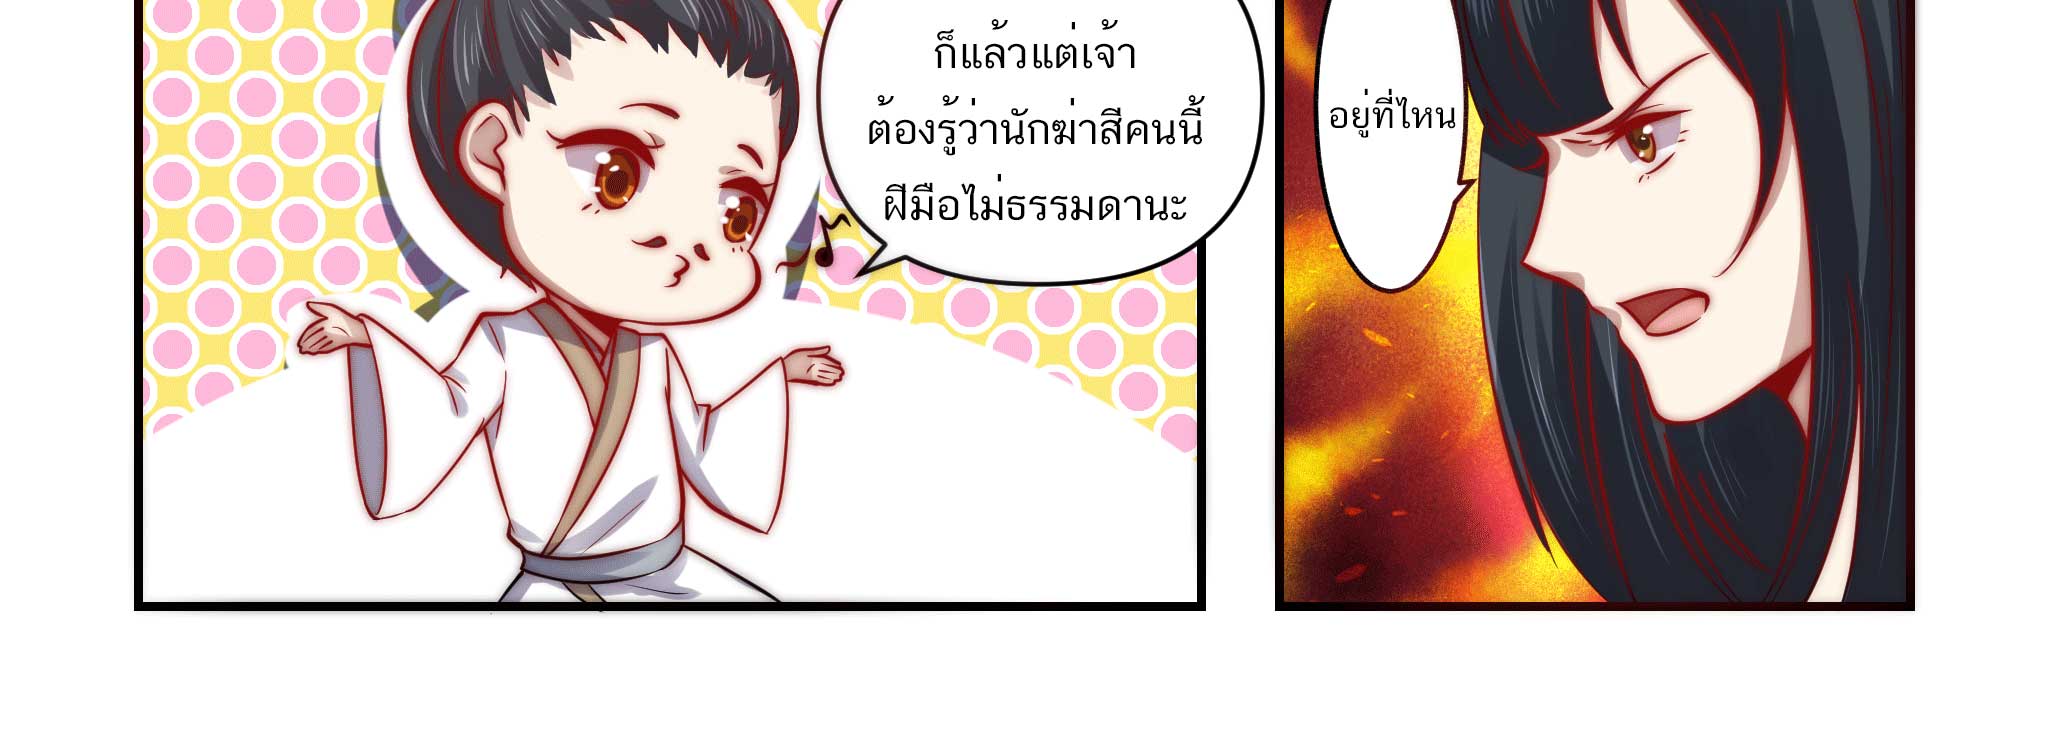 ก็แล้วแต่เจ้า
ต้องรู้ว่านักฆ่าสี่คนนี้
ฝีมือไม่ธรรมดานะ
อยู่ที่ไหน